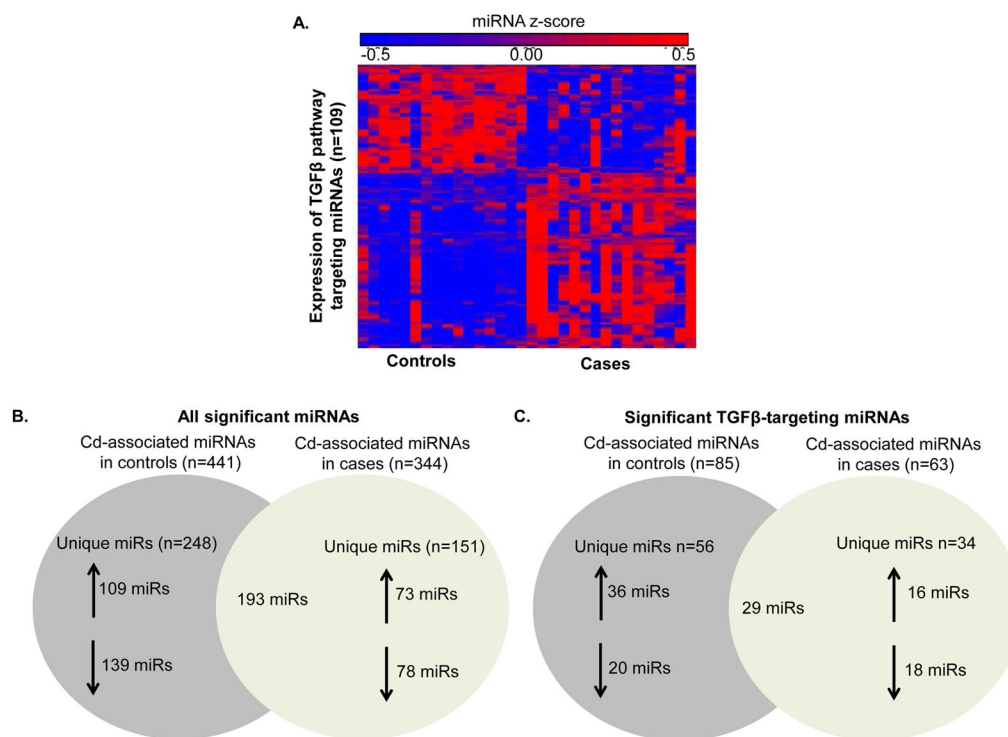 A.
miRNA z-score
-0.5 0.00 0.5
Expression of TGFβ pathway
targeting miRNAs (n=109)
Controls Cases
B.
All significant miRNAs
Cd-associated miRNAs
in controls (n=441)
Cd-associated miRNAs
in cases (n=344)
Unique miRs (n=248)
109 miRs
139 miRs
193 miRs
Unique miRs (n=151)
73 miRs
78 miRs
C.
Significant TGFβ-targeting miRNAs
Cd-associated miRNAs
in controls (n=85)
Cd-associated miRNAs
in cases (n=63)
Unique miRs n=56
36 miRs
20 miRs
29 miRs
Unique miRs n=34
16 miRs
18 miRs